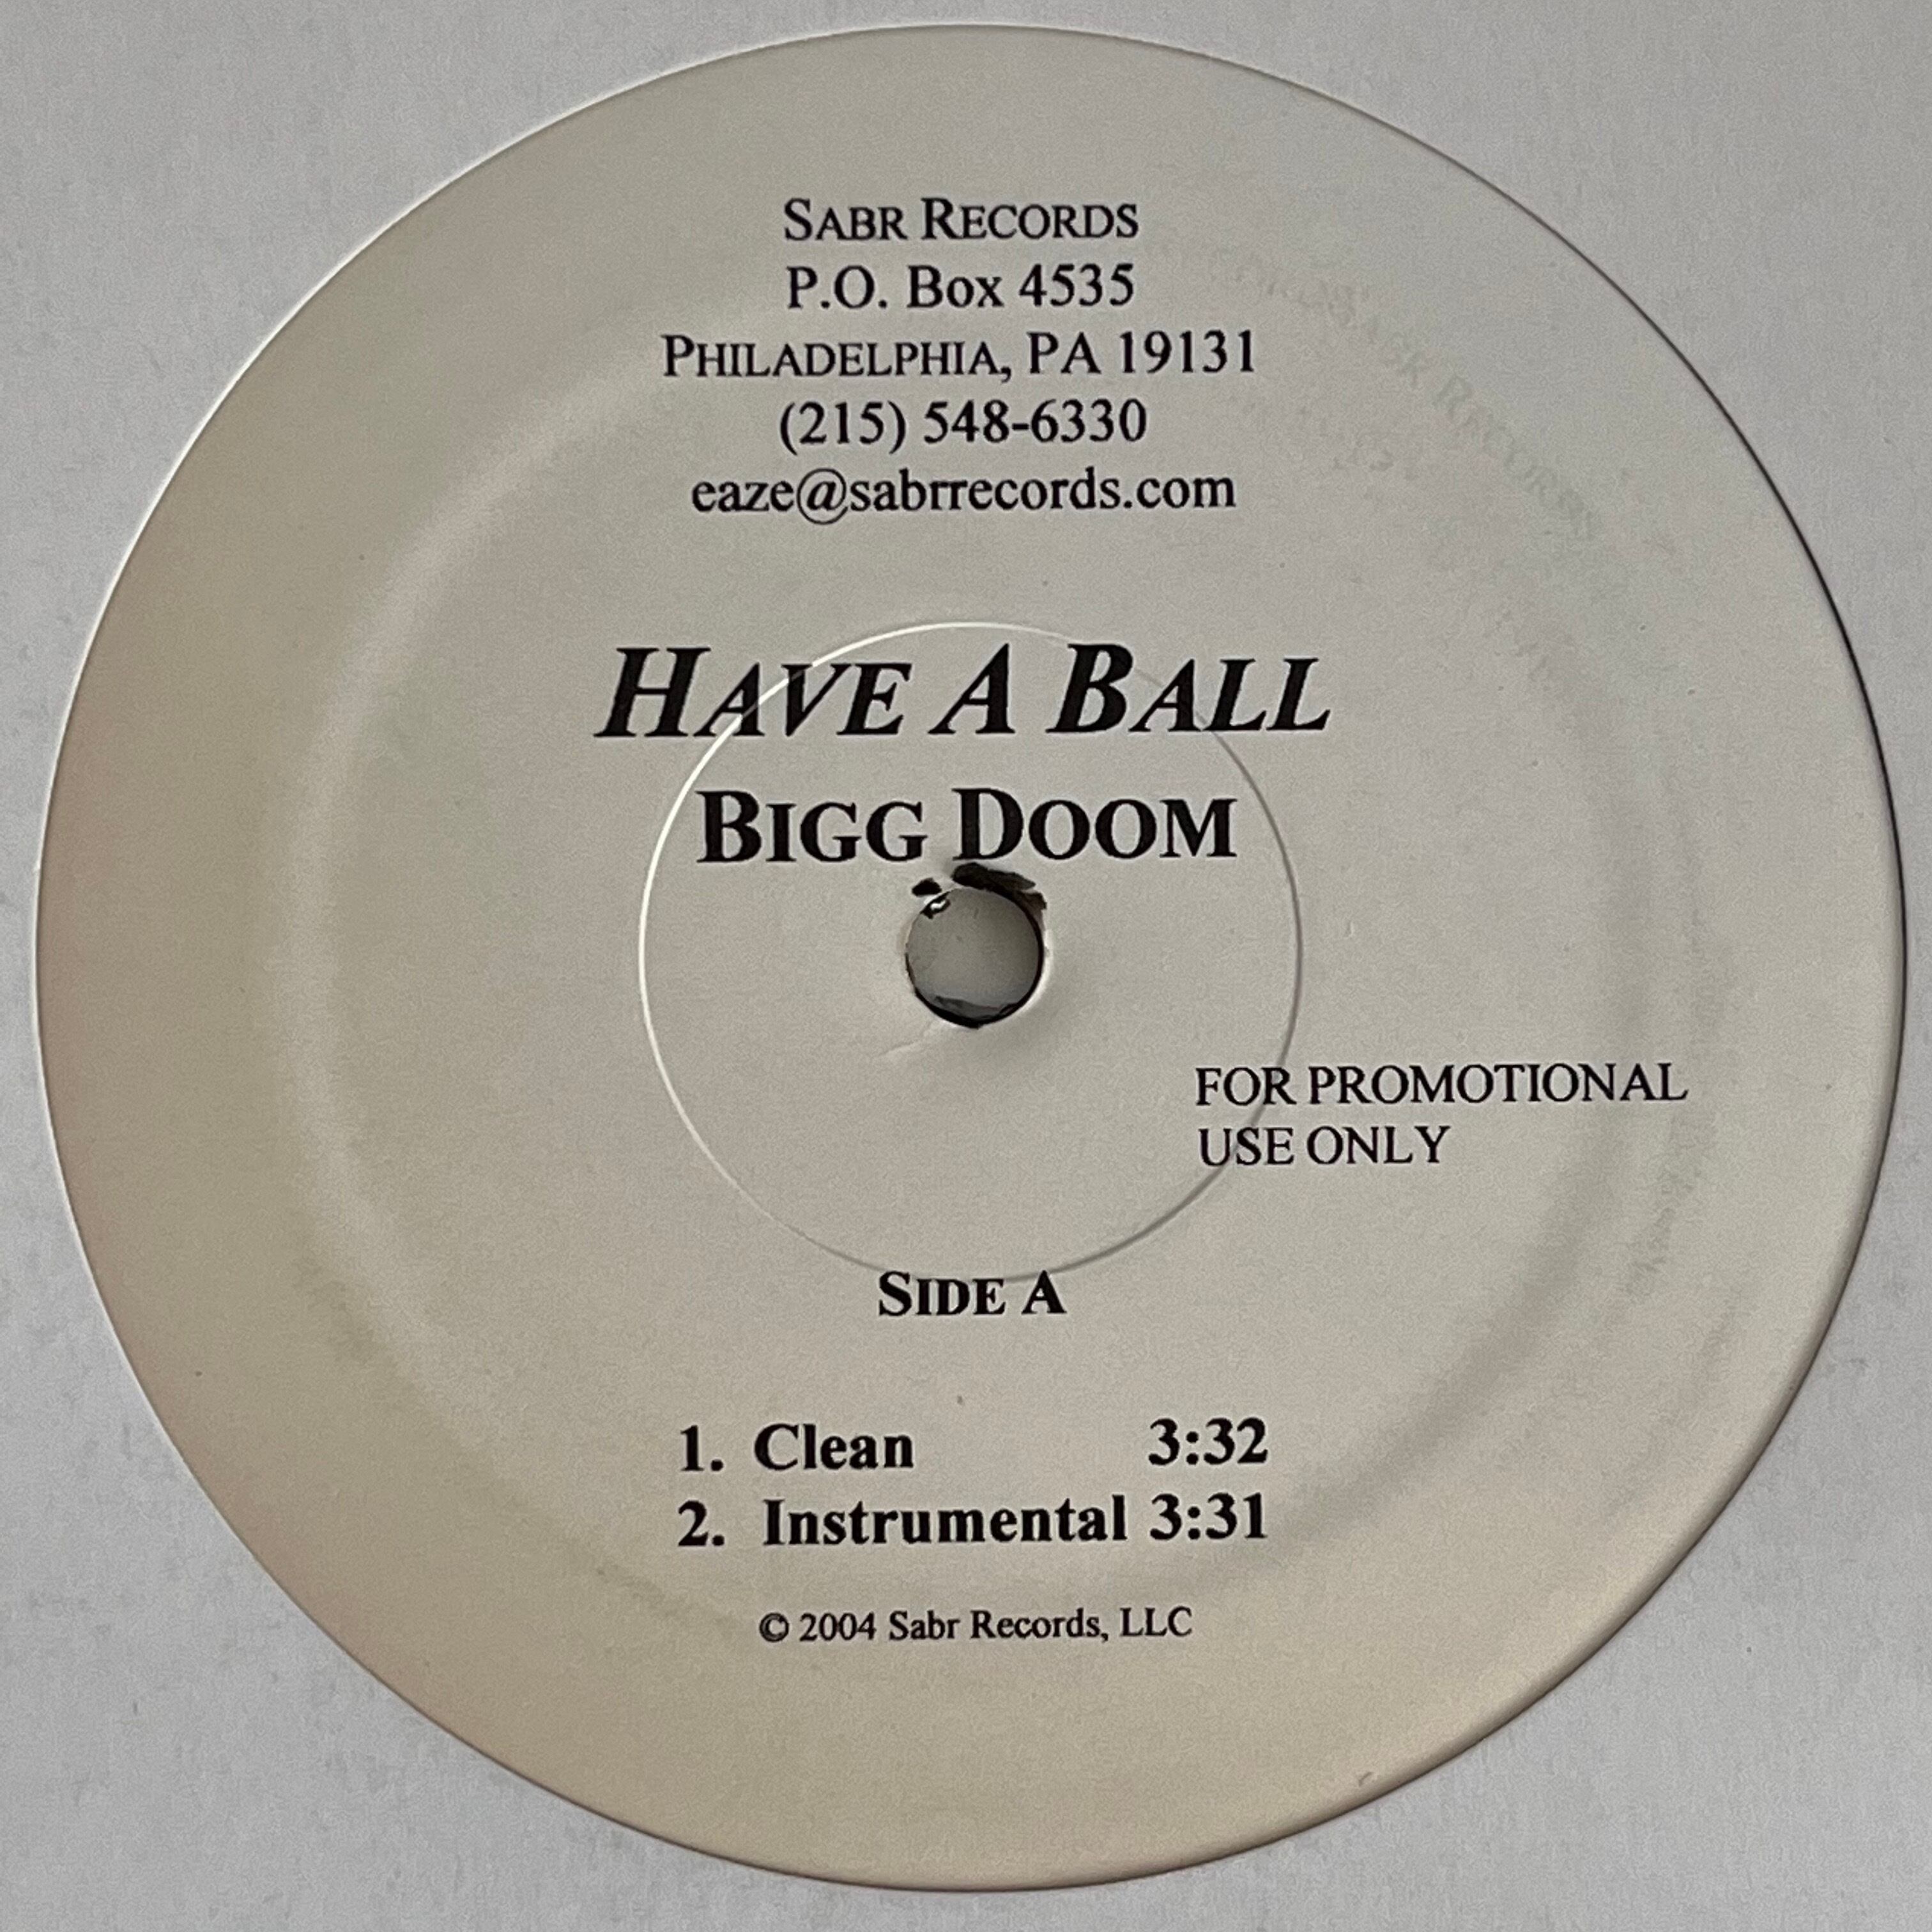 SABR RECORDS
P.O. BOX 4535
PHILADELPHIA, PA 19131
(215) 548-6330
eaze@sabrrecords.com
HAVE A BALL
BIGG DOOM
FOR PROMOTIONAL
USE ONLY
SIDE A
1. Clean 3:32
2. Instrumental 3:31
© 2004 Sabr Records, LLC